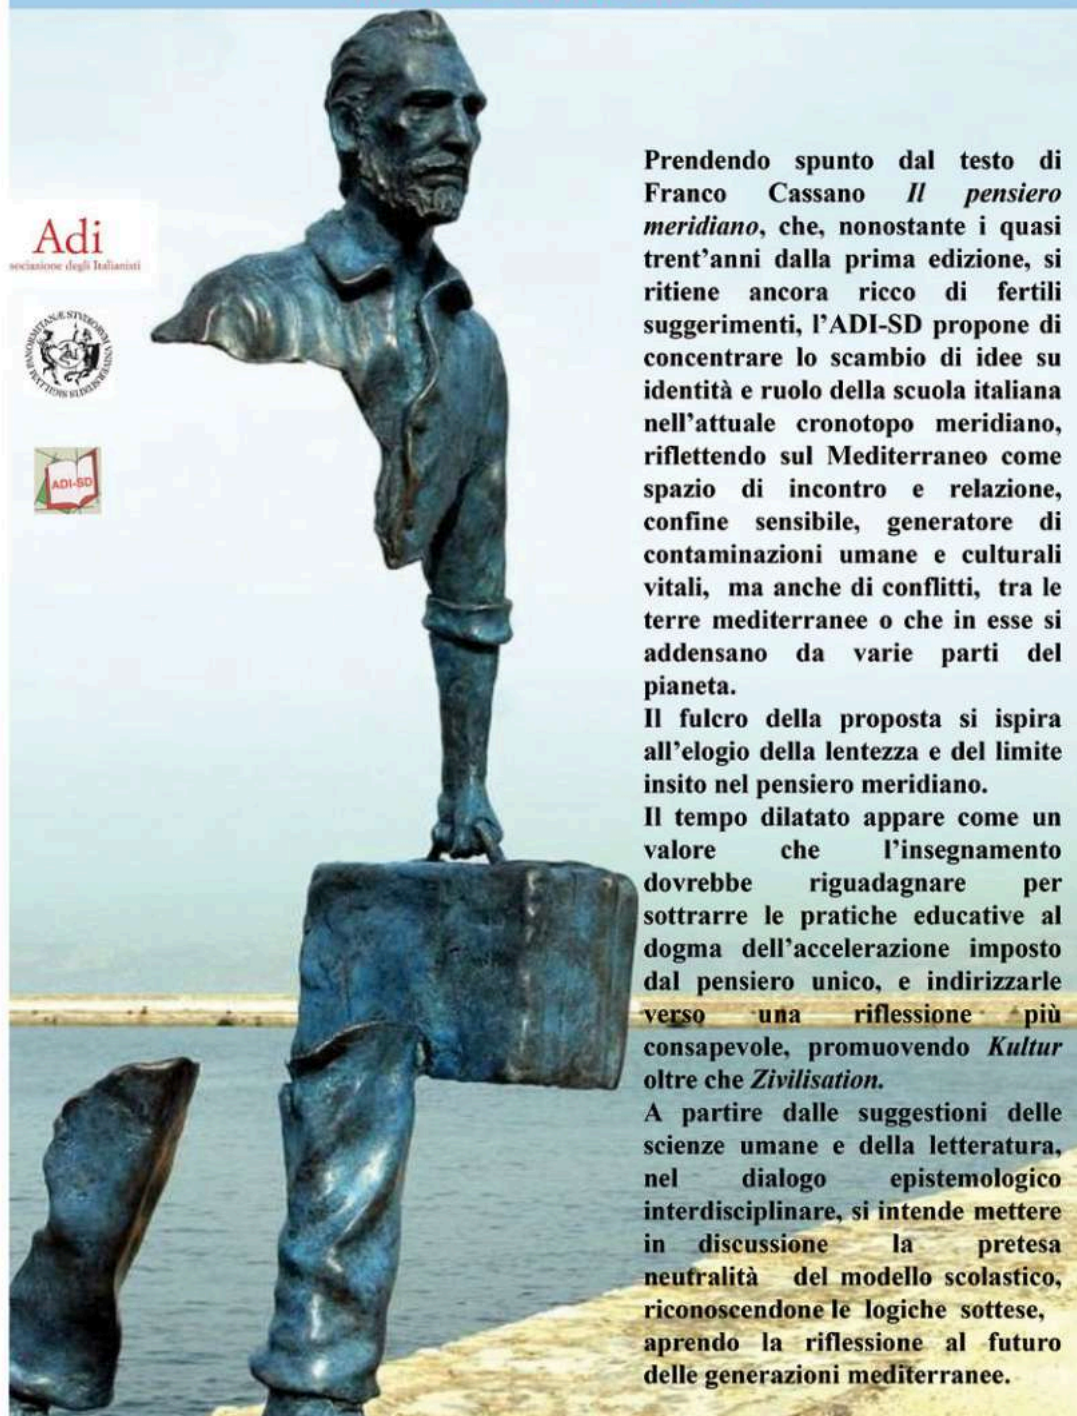 Adi
sociazione degli Italianisti
ADI-SD
Prendendo spunto dal testo di
Franco Cassano Il pensiero
meridiano, che, nonostante i quasi
trent'anni dalla prima edizione, si
ritiene ancora ricco di fertili
suggerimenti, l'ADI-SD propone di
concentrare lo scambio di idee su
identità e ruolo della scuola italiana
nell'attuale cronotopo meridiano,
riflettendo sul Mediterraneo come
spazio di incontro e relazione,
confine sensibile, generatore di
contaminazioni umane e culturali
vitali, ma anche di conflitti, tra le
terre mediterranee o che in esse si
addensano da varie parti del
pianeta.
Il fulcro della proposta si ispira
all'elogio della lentezza e del limite
insito nel pensiero meridiano.
Il tempo dilatato appare come un
valore che l'insegnamento
dovrebbe riguadagnare per
sottrarre le pratiche educative al
dogma dell'accelerazione imposto
dal pensiero unico, e indirizzarle
verso una riflessione più
consapevole, promuovendo Kultur
oltre che Zivilisation.
A partire dalle suggestioni delle
scienze umane e della letteratura,
nel dialogo epistemologico
interdisciplinare, si intende mettere
in discussione la pretesa
neutralità del modello scolastico,
riconoscendone le logiche sottese,
aprendo la riflessione al futuro
delle generazioni mediterranee.